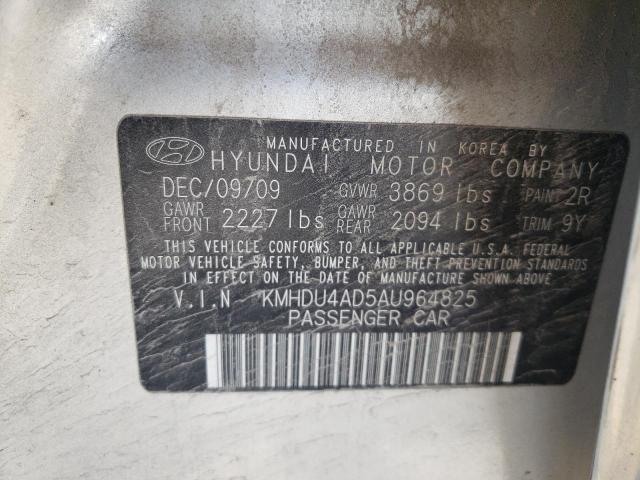 MANUFACTURED IN KOREA BY
HYUNDAI MOTOR COMPANY
DEC/09/09 GVWR 3869 lbs PAINT 2R
GAWR FRONT 2227 lbs GAWR REAR 2094 lbs TRIM 9Y
THIS VEHICLE CONFORMS TO ALL APPLICABLE U.S.A. FEDERAL
MOTOR VEHICLE SAFETY, BUMPER, AND THEFT PREVENTION STANDARDS
IN EFFECT ON THE DATE OF MANUFACTURE SHOWN ABOVE.
V.I.N KMHDU4AD5AU964825
PASSENGER CAR